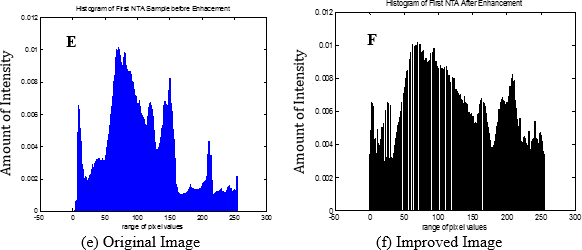 Histogram of First NTA Sample before Enhacement
0.012
0.01
0.008
0.006
0.004
0.002
0
E
Amount of Intensity
-50 0 50 100 150 200 250 300
range of pixel values
(e) Original Image
Histogram of First NTA After Enhancement
0.012
0.01
0.008
0.006
0.004
0.002
0
F
Amount of Intensity
-50 0 50 100 150 200 250 300
range of pixel values
(f) Improved Image